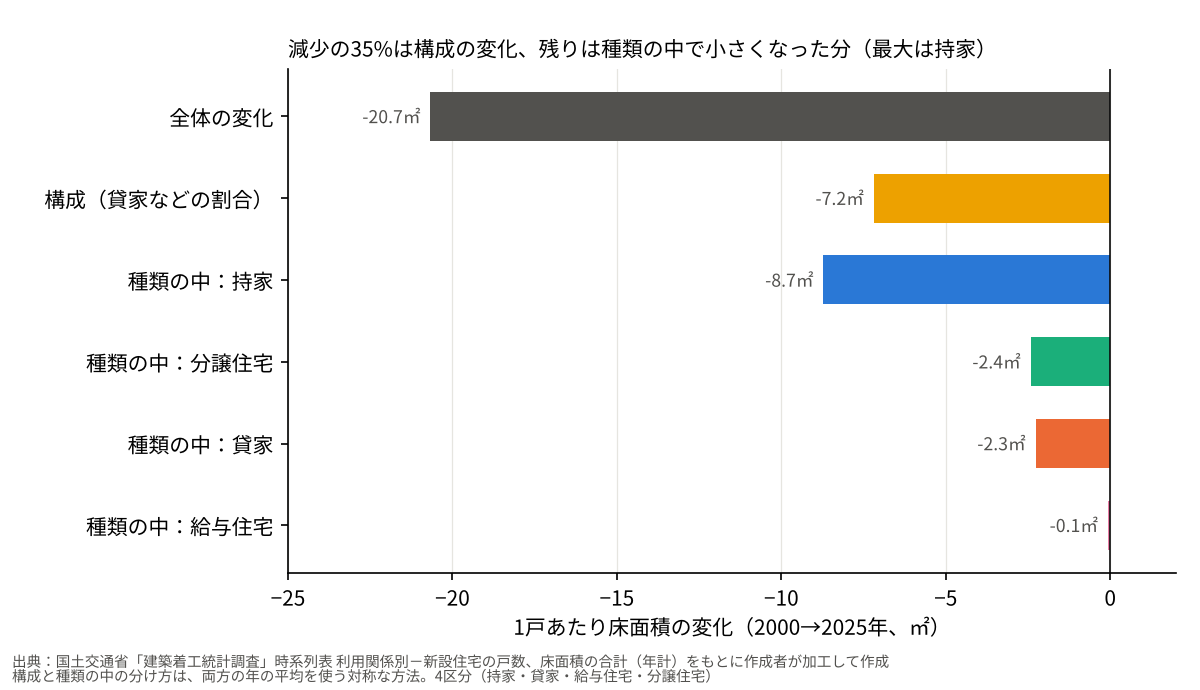 減少の35%は構成の変化、残りは種類の中で小さくなった分（最大は持家）
全体の変化
-20.7㎡
構成（貸家などの割合）
-7.2㎡
種類の中：持家
-8.7㎡
種類の中：分譲住宅
-2.4㎡
種類の中：貸家
-2.3㎡
種類の中：給与住宅
-0.1㎡
−25
−20
−15
−10
−5
0
1戸あたり床面積の変化（2000→2025年、㎡）
出典：国土交通省「建築着工統計調査」時系列表 利用関係別－新設住宅の戸数、床面積の合計（年計）をもとに作成者が加工して作成
構成と種類の中の分け方は、両方の年の平均を使う対称な方法。4区分（持家・貸家・給与住宅・分譲住宅）